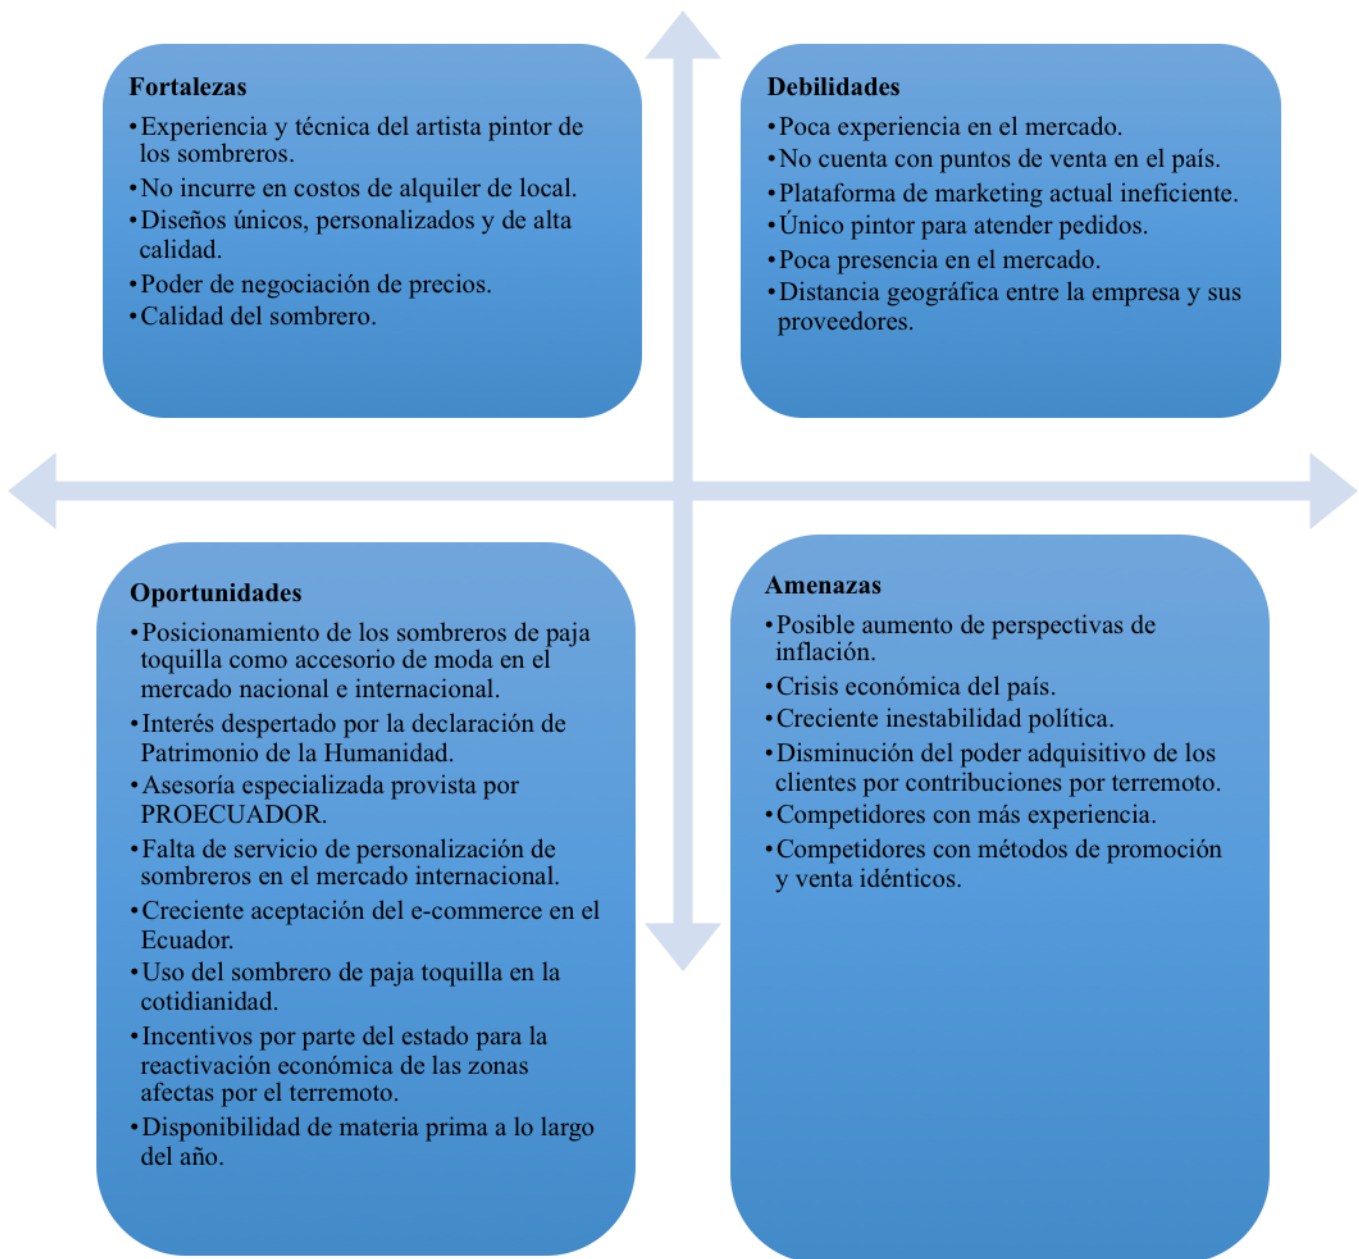 Fortalezas
•Experiencia y técnica del artista pintor de
los sombreros.
•No incurre en costos de alquiler de local.
•Diseños únicos, personalizados y de alta
calidad.
•Poder de negociación de precios.
•Calidad del sombrero.
Debilidades
•Poca experiencia en el mercado.
•No cuenta con puntos de venta en el país.
•Plataforma de marketing actual ineficiente.
•Único pintor para atender pedidos.
•Poca presencia en el mercado.
•Distancia geográfica entre la empresa y sus
proveedores.
Oportunidades
•Posicionamiento de los sombreros de paja
toquilla como accesorio de moda en el
mercado nacional e internacional.
•Interés despertado por la declaración de
Patrimonio de la Humanidad.
•Asesoría especializada provista por
PROECUADOR.
•Falta de servicio de personalización de
sombreros en el mercado internacional.
•Creciente aceptación del e-commerce en el
Ecuador.
•Uso del sombrero de paja toquilla en la
cotidianidad.
•Incentivos por parte del estado para la
reactivación económica de las zonas
afectas por el terremoto.
•Disponibilidad de materia prima a lo largo
del año.
Amenazas
•Posible aumento de perspectivas de
inflación.
•Crisis económica del país.
•Creciente inestabilidad política.
•Disminución del poder adquisitivo de los
clientes por contribuciones por terremoto.
•Competidores con más experiencia.
•Competidores con métodos de promoción
y venta idénticos.